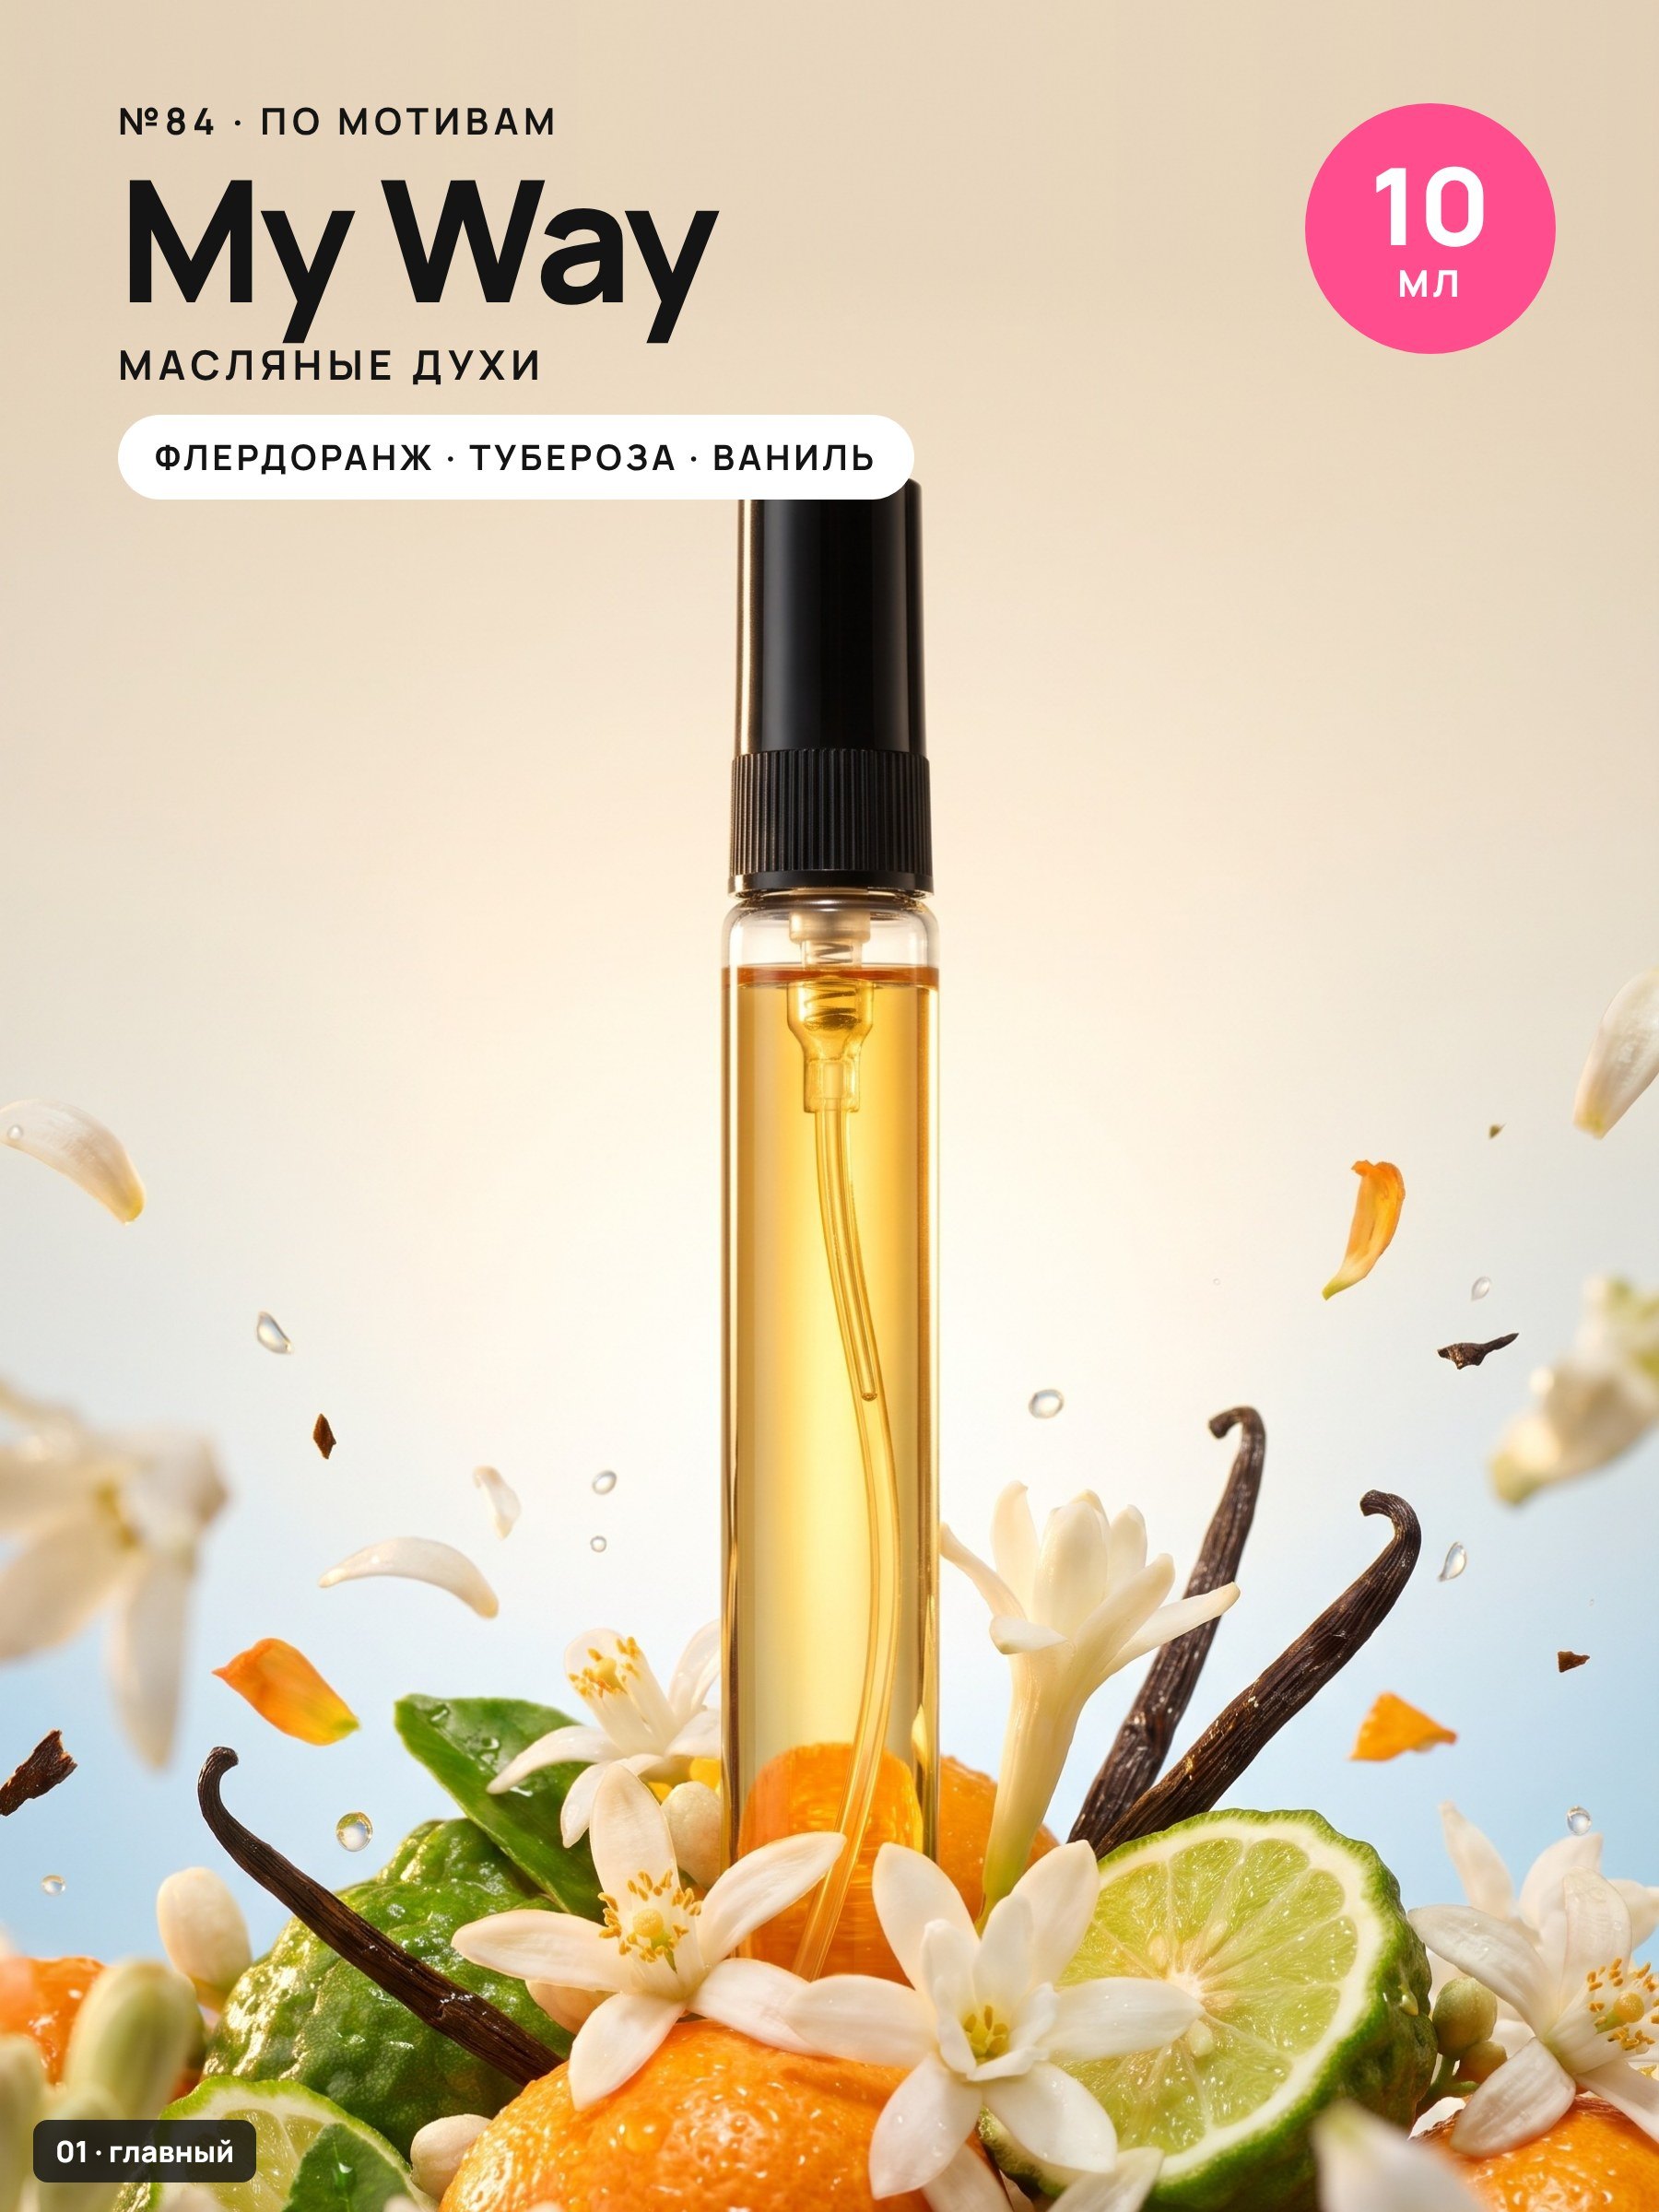 №84 · ПО МОТИВАМ
My Way
МАСЛЯНЫЕ ДУХИ
ФЛЕРДОРАНЖ · ТУБЕРОЗА · ВАНИЛЬ
10
МЛ
01 · главный